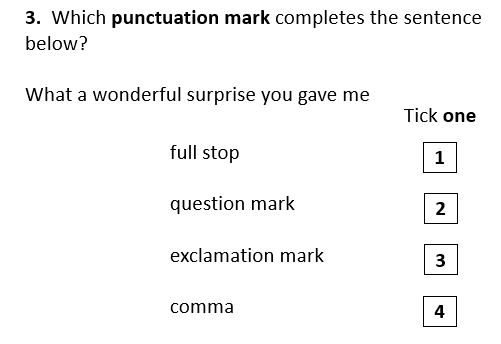 3. Which punctuation mark completes the sentence
below?
What a wonderful surprise you gave me
Tick one
full stop 1
question mark 2
exclamation mark 3
comma 4